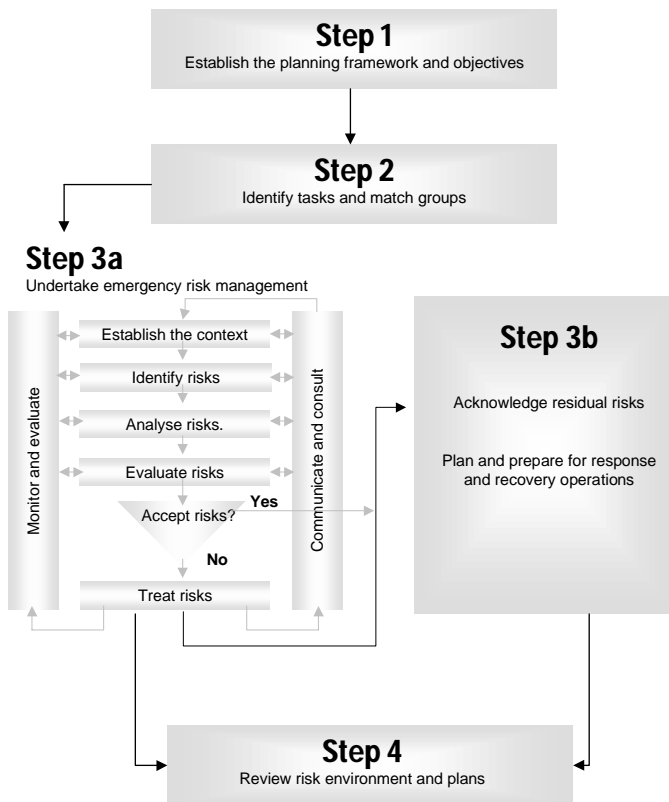 Step 1
Establish the planning framework and objectives
Step 2
Identify tasks and match groups
Step 3a
Undertake emergency risk management
Monitor and evaluate
Establish the context
Identify risks
Analyse risks.
Evaluate risks
Accept risks?
Yes
No
Treat risks
Communicate and consult
Step 3b
Acknowledge residual risks
Plan and prepare for response
and recovery operations
Step 4
Review risk environment and plans